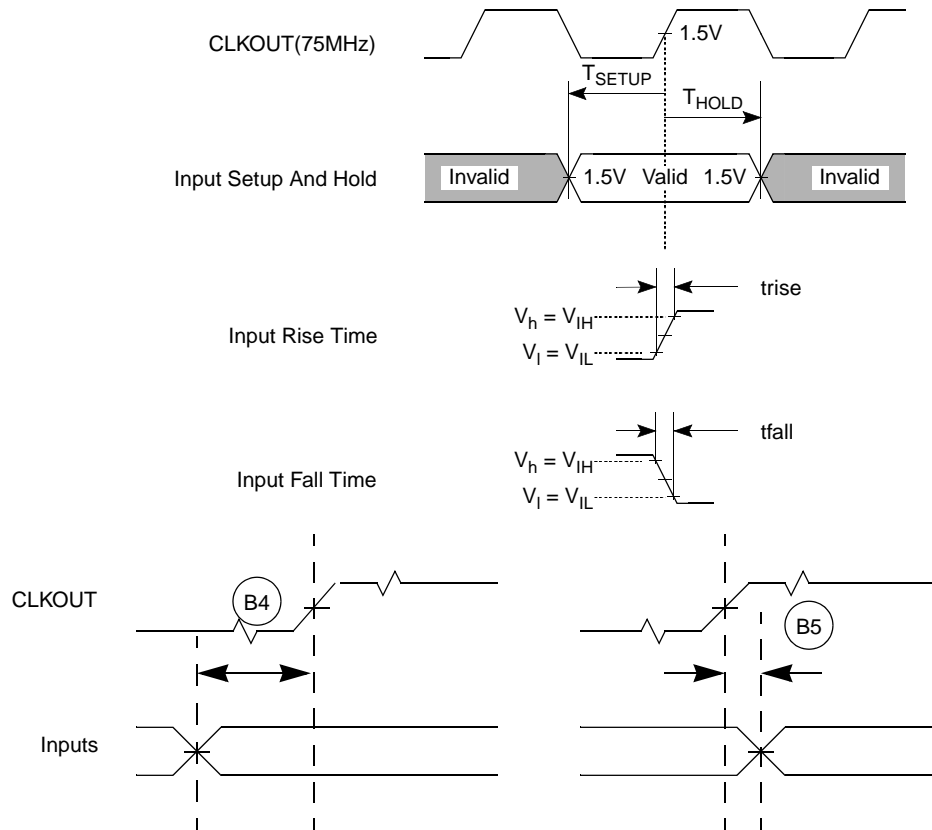 CLKOUT(75MHz)
1.5V
TSETUP
THOLD
Input Setup And Hold
Invalid
1.5V Valid 1.5V
Invalid
trise
Input Rise Time
Vh = VIH
Vl = VIL
tfall
Input Fall Time
Vh = VIH
Vl = VIL
CLKOUT
B4
B5
Inputs